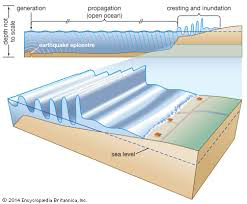 generation
propagation
(open ocean)
cresting and inundation
depth not
to scale
earthquake epicentre
sea level
© 2014 Encyclopædia Britannica, Inc.